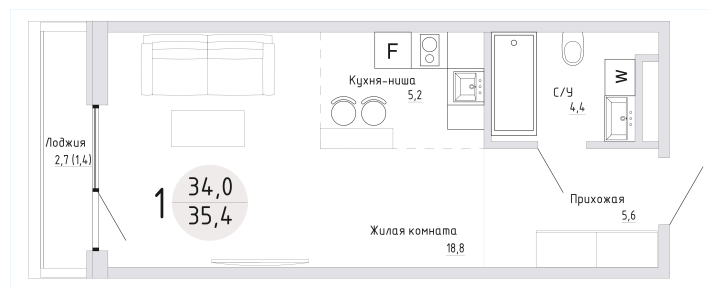 F
Кухня-ниша
5,2
W
С/У
4,4
Лоджия
2,7 (1,4)
1
34,0
35,4
Прихожая
5,6
Жилая комната
18,8